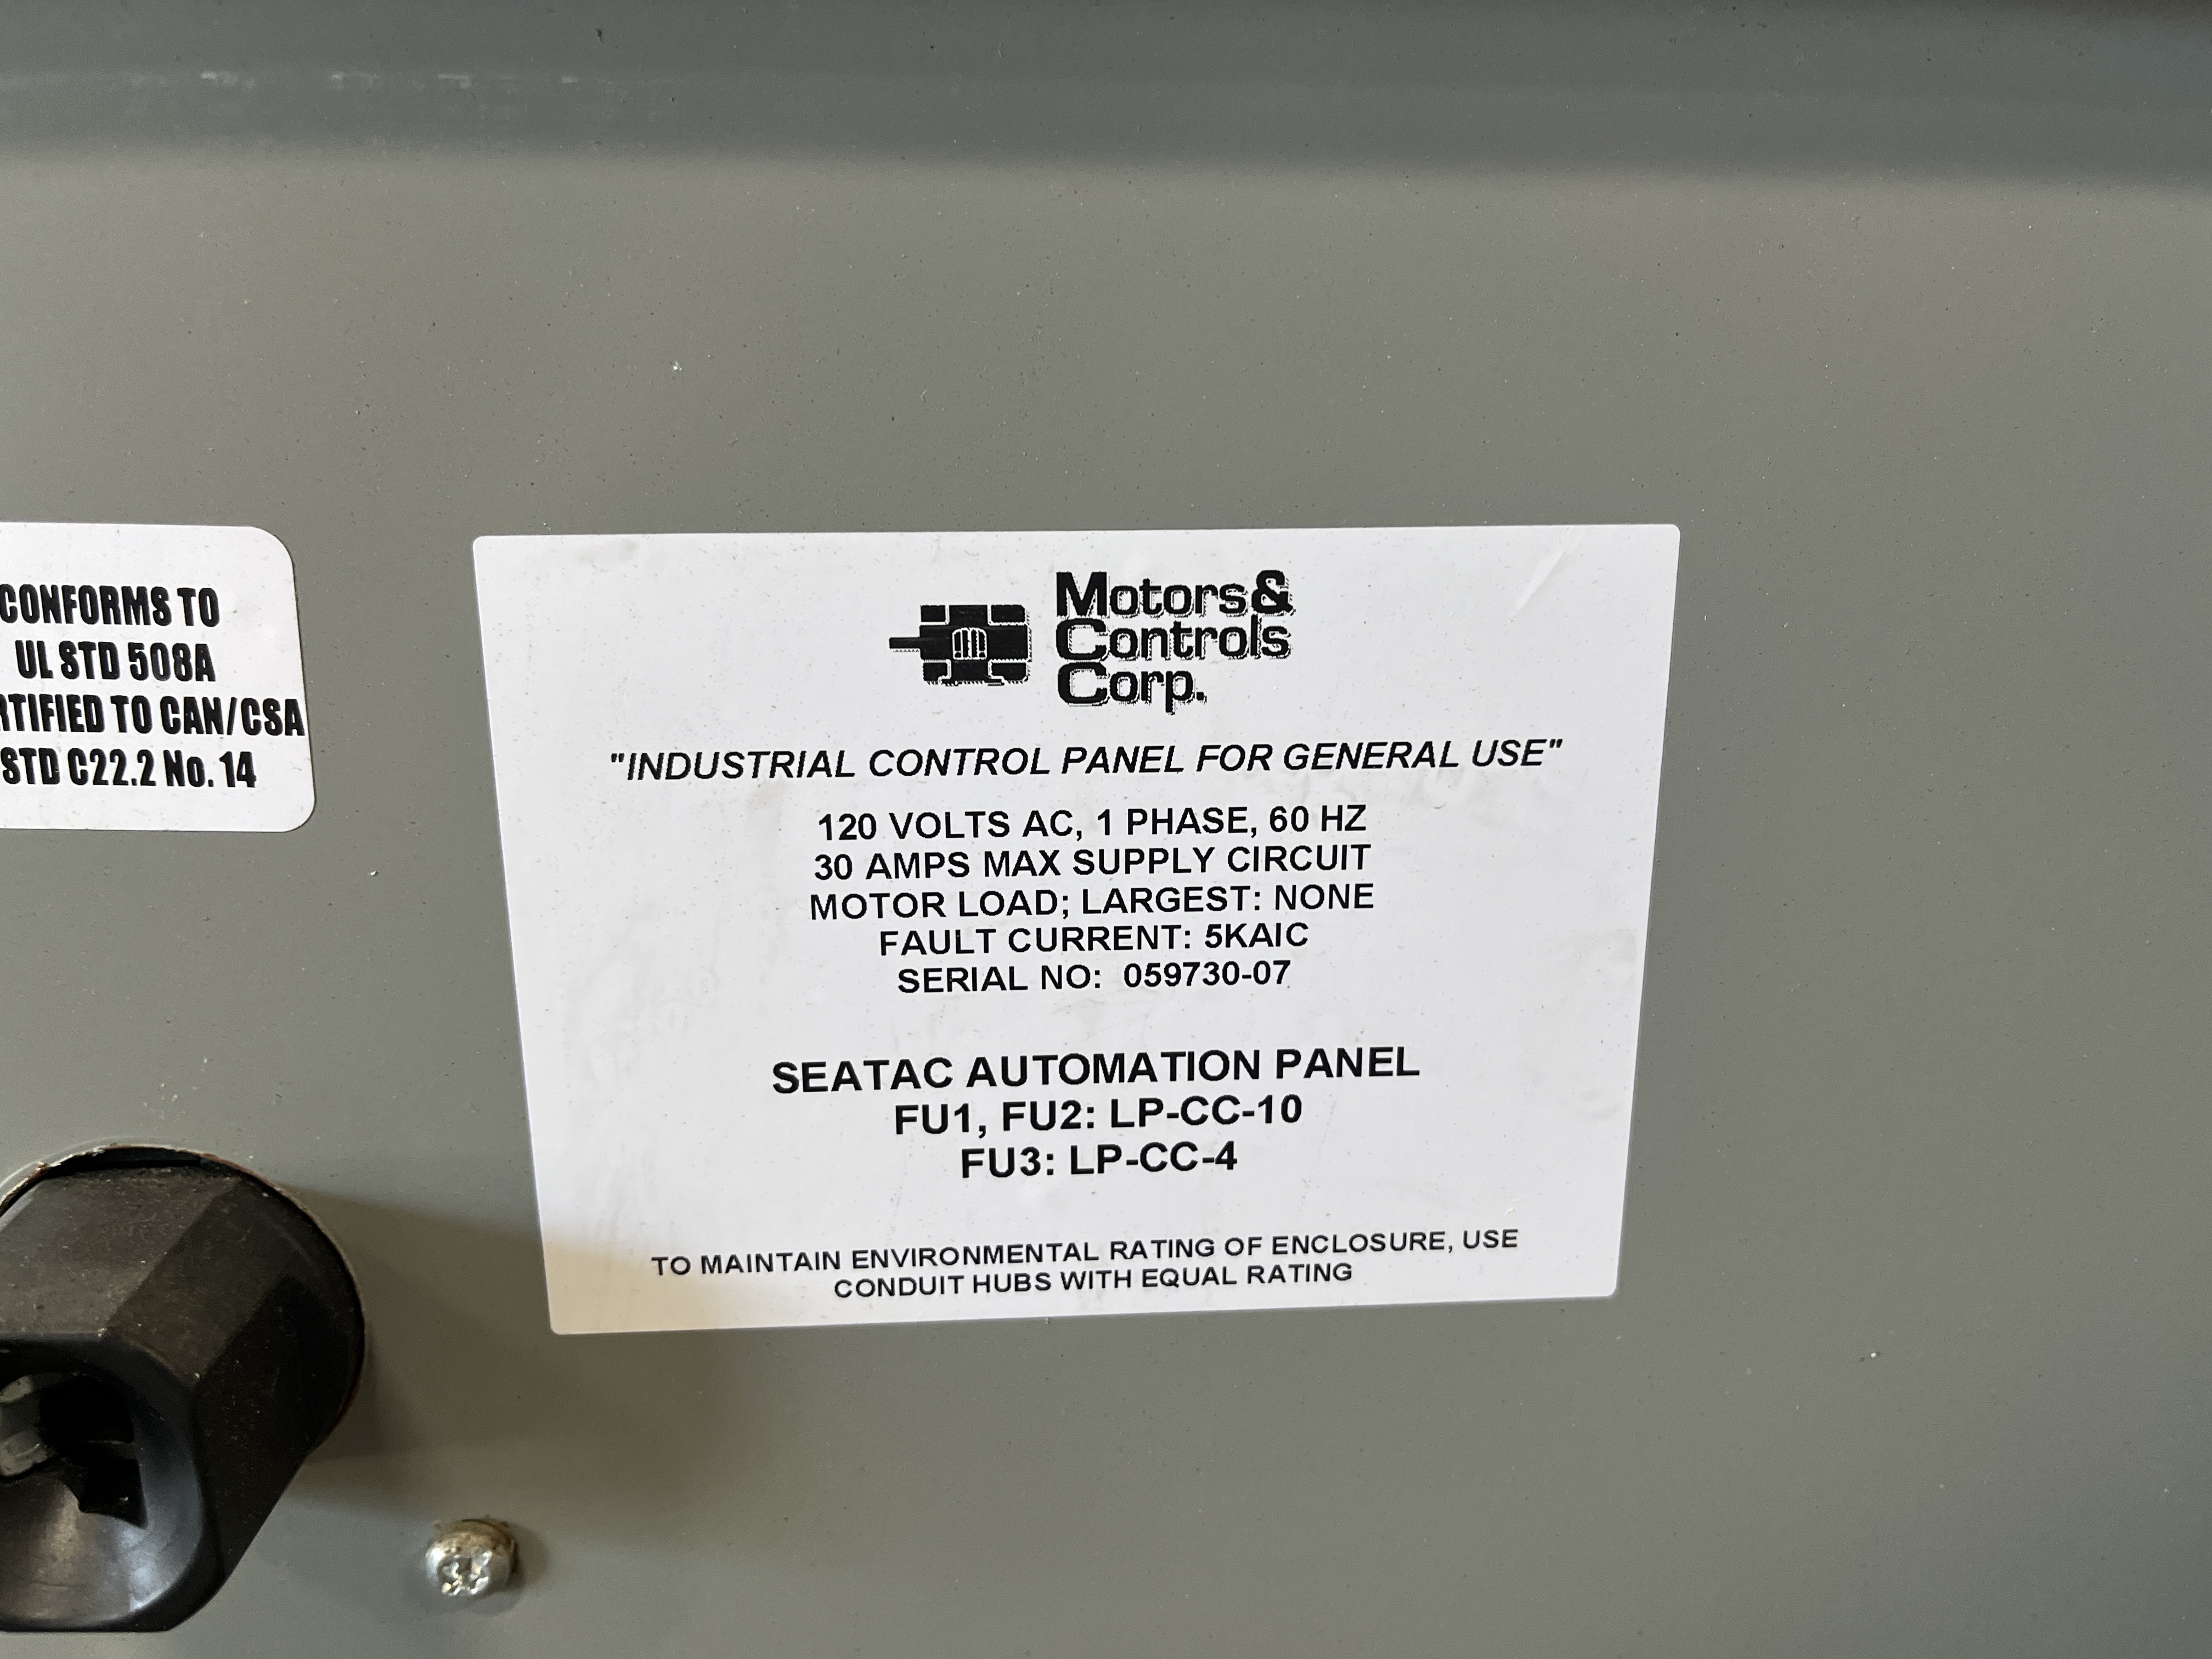 CONFORMS TO
UL STD 508A
RTIFIED TO CAN/CSA
STD C22.2 No. 14
Motors&
Controls
Corp.
"INDUSTRIAL CONTROL PANEL FOR GENERAL USE"
120 VOLTS AC, 1 PHASE, 60 HZ
30 AMPS MAX SUPPLY CIRCUIT
MOTOR LOAD; LARGEST: NONE
FAULT CURRENT: 5KAIC
SERIAL NO: 059730-07
SEATAC AUTOMATION PANEL
FU1, FU2: LP-CC-10
FU3: LP-CC-4
TO MAINTAIN ENVIRONMENTAL RATING OF ENCLOSURE, USE
CONDUIT HUBS WITH EQUAL RATING